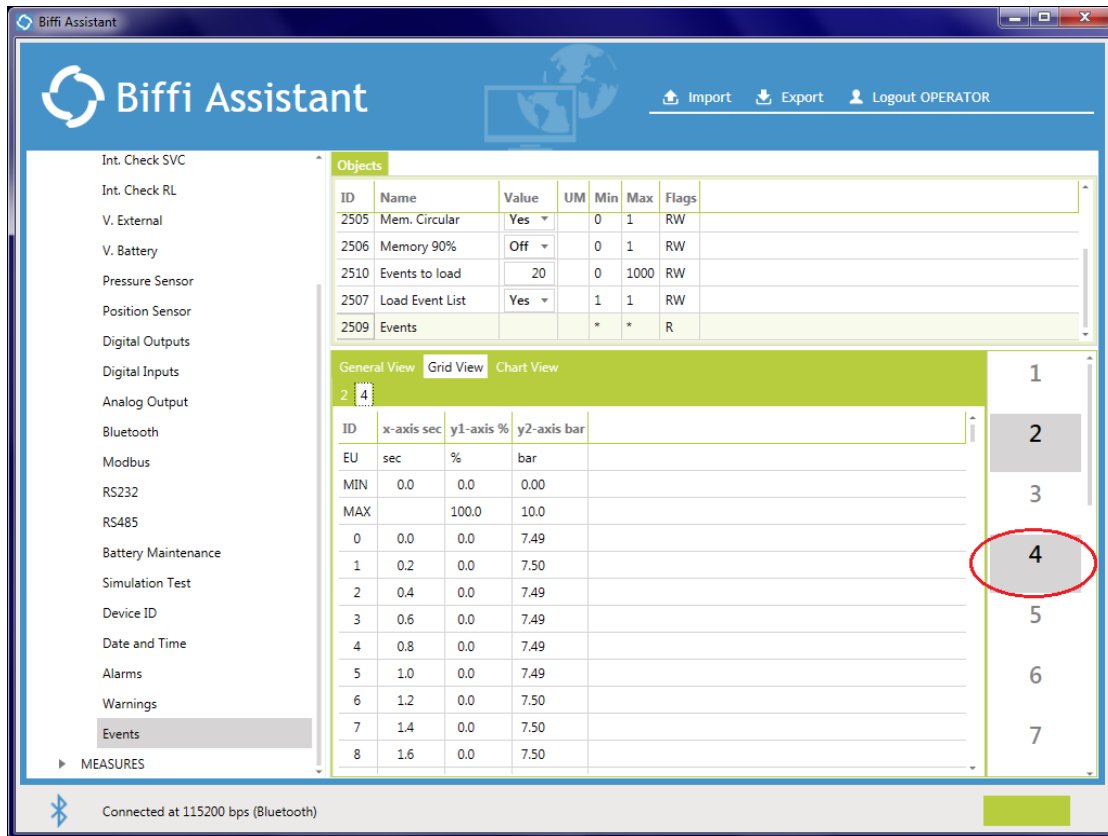 Biffi Assistant
Biffi Assistant
Import Export Logout OPERATOR
Int. Check SVC
Int. Check RL
V. External
V. Battery
Pressure Sensor
Position Sensor
Digital Outputs
Digital Inputs
Analog Output
Bluetooth
Modbus
RS232
RS485
Battery Maintenance
Simulation Test
Device ID
Date and Time
Alarms
Warnings
Events
MEASURES
Objects
ID Name Value UM Min Max Flags
2505 Mem. Circular Yes 0 1 RW
2506 Memory 90% Off 0 1 RW
2510 Events to load 20 0 1000 RW
2507 Load Event List Yes 1 1 RW
2509 Events * * R
General View Grid View Chart View
2 4
ID x-axis sec y1-axis % y2-axis bar
EU sec % bar
MIN 0.0 0.0 0.00
MAX 100.0 10.0
0 0.0 0.0 7.49
1 0.2 0.0 7.50
2 0.4 0.0 7.49
3 0.6 0.0 7.49
4 0.8 0.0 7.49
5 1.0 0.0 7.49
6 1.2 0.0 7.50
7 1.4 0.0 7.50
8 1.6 0.0 7.50
1
2
3
4
5
6
7
Connected at 115200 bps (Bluetooth)